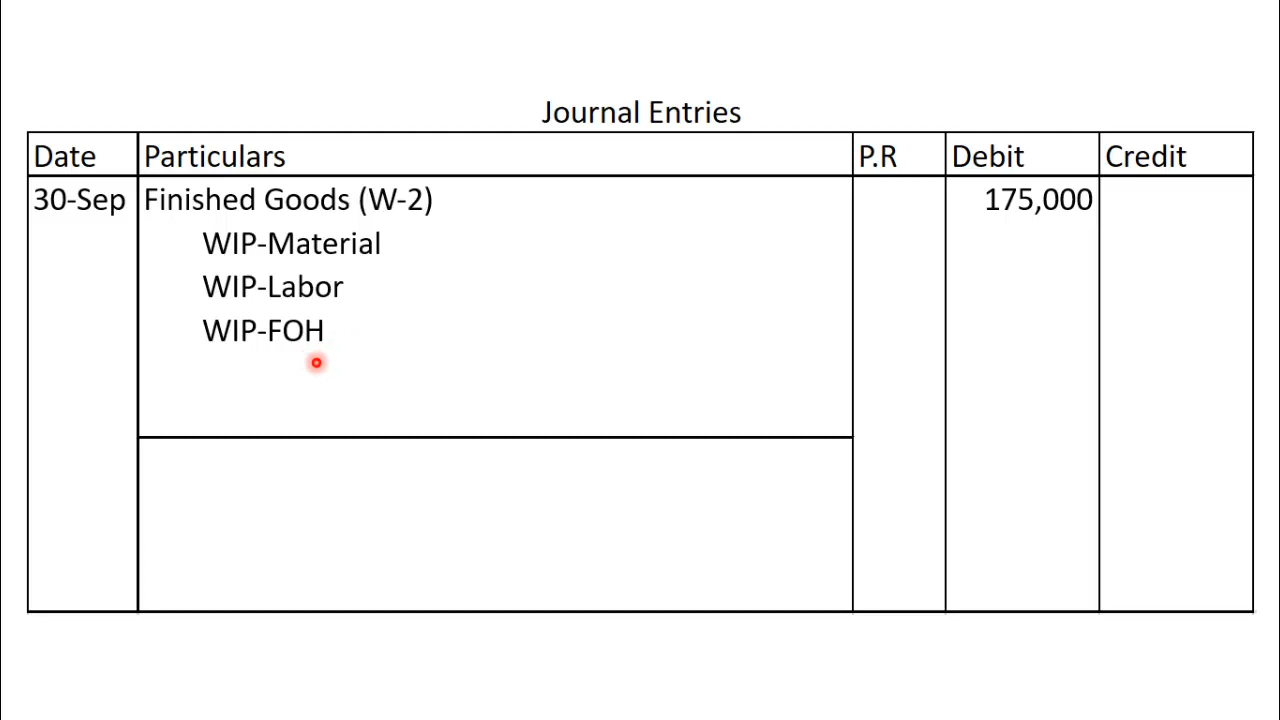 Journal Entries
Date Particulars P.R Debit Credit
30-Sep Finished Goods (W-2) 175,000
WIP-Material
WIP-Labor
WIP-FOH